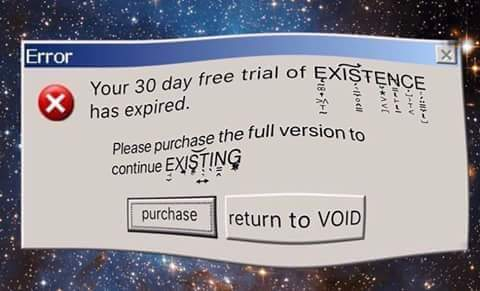 Error
Your 30 day free trial of EXISTENCE
has expired.
Please purchase the full version to
continue EXISTING
purchase
return to VOID